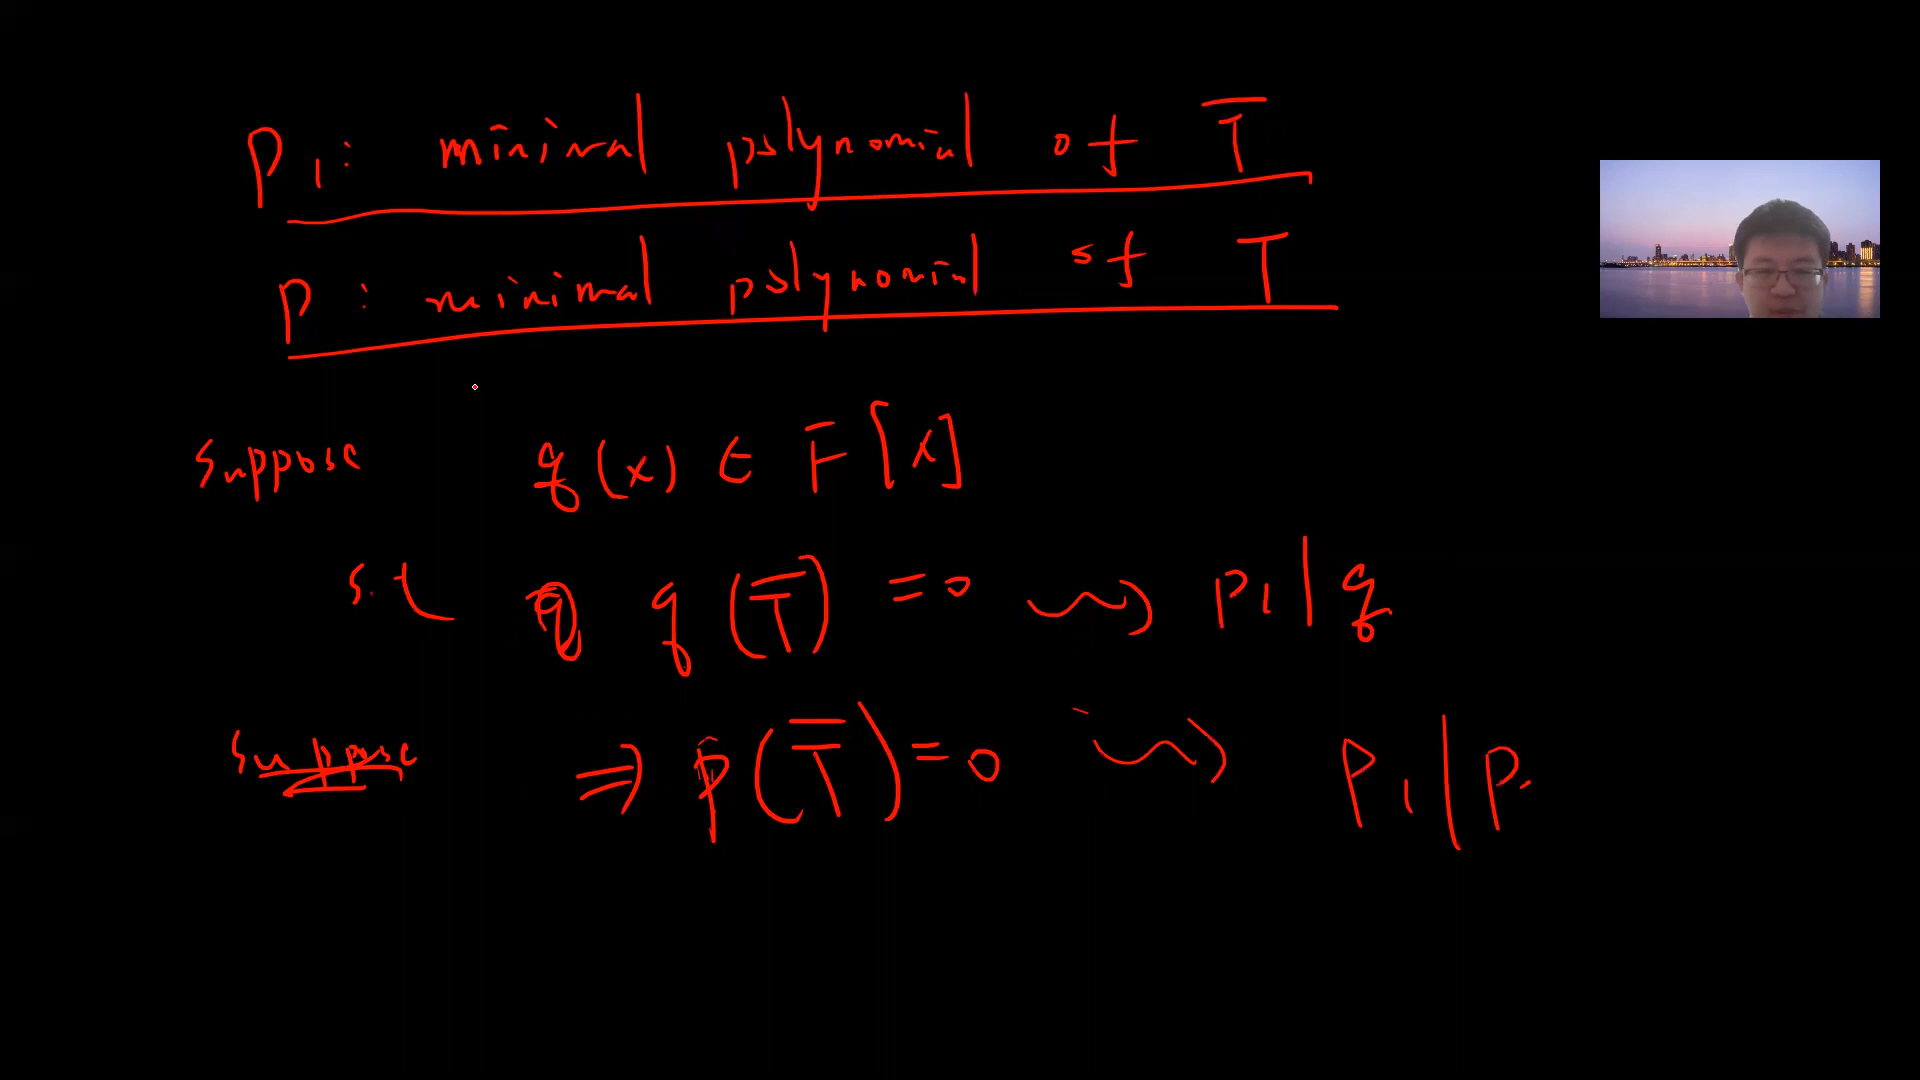 P₁: minimal polynomial of T̅
P: minimal polynomial of T
Suppose q(x) ∈ F[x]
s.t q(T̅) = 0 ⇝ P₁ | q
Suppose ⇒ p(T̅) = 0 ⇝ P₁ | P.